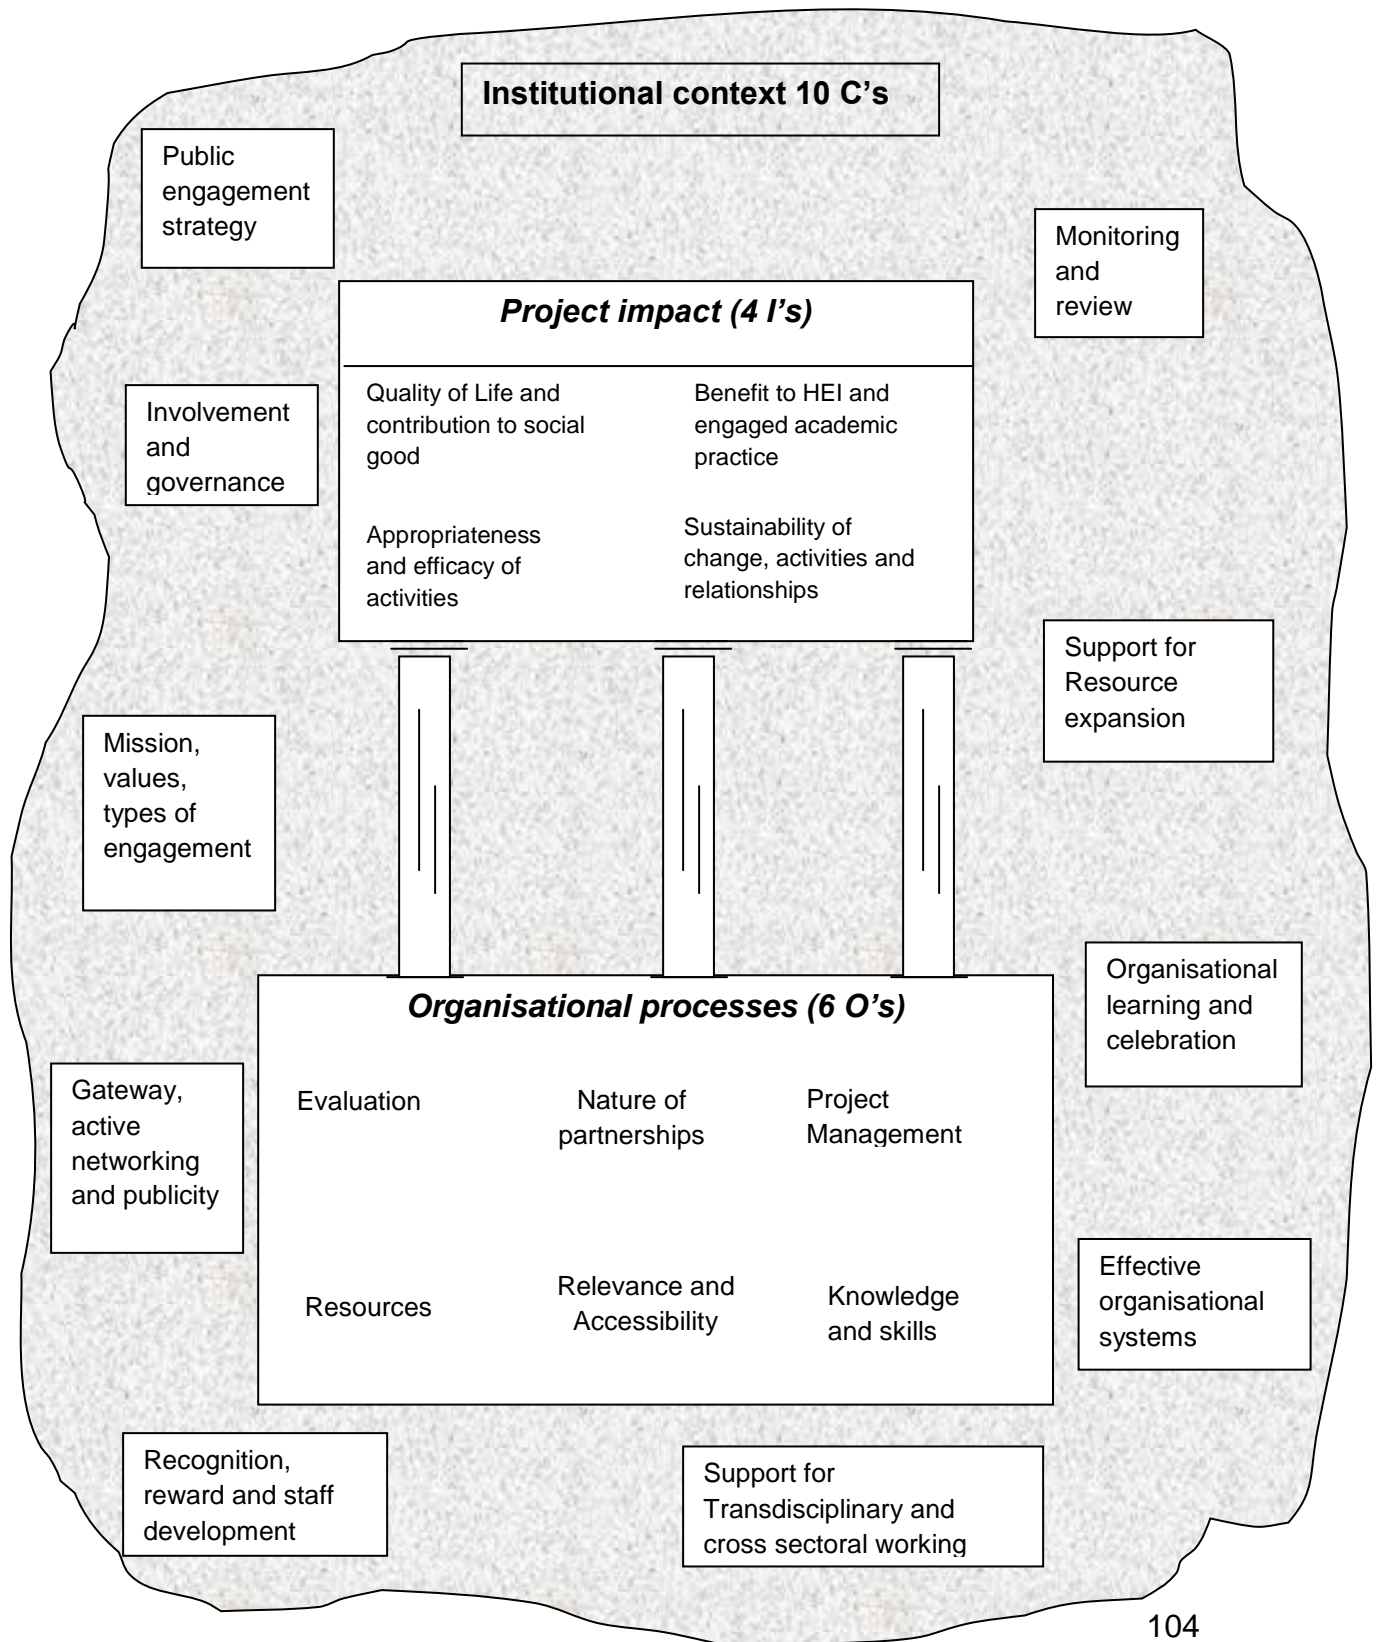 Institutional context 10 C's
Public
engagement
strategy
Monitoring
and
review
Project impact (4 I's)
Quality of Life and
contribution to social
good
Benefit to HEI and
engaged academic
practice
Appropriateness
and efficacy of
activities
Sustainability of
change, activities and
relationships
Involvement
and
governance
Support for
Resource
expansion
Mission,
values,
types of
engagement
Organisational
learning and
celebration
Organisational processes (6 O's)
Evaluation
Nature of
partnerships
Project
Management
Resources
Relevance and
Accessibility
Knowledge
and skills
Gateway,
active
networking
and publicity
Effective
organisational
systems
Recognition,
reward and staff
development
Support for
Transdisciplinary and
cross sectoral working
104